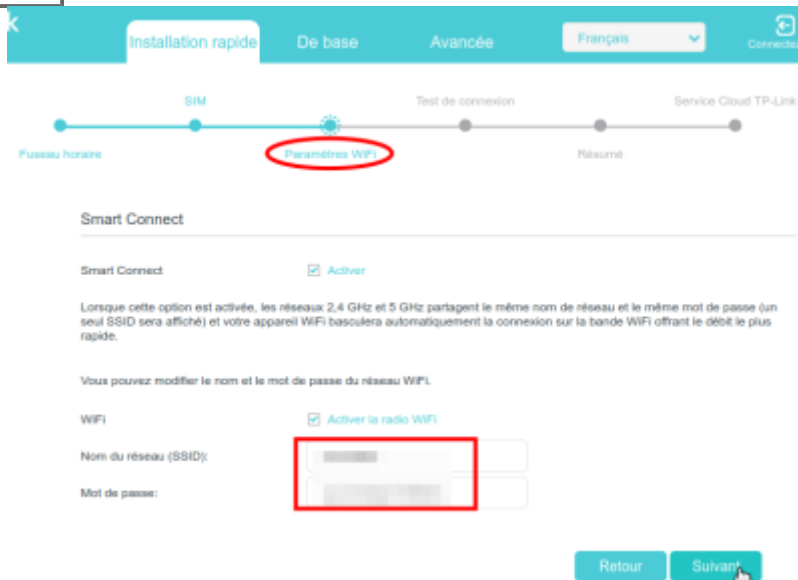 k
Installation rapide De base Avancée Français
SIM Test de connexion Service Cloud TP-Link
Fuseau horaire Paramètres WiFi Résumé
Smart Connect
Smart Connect Activer
Lorsque cette option est activée, les réseaux 2,4 GHz et 5 GHz partagent le même nom de réseau et le même mot de passe (un
seul SSID sera affiché) et votre appareil WiFi basculera automatiquement la connexion sur la bande WiFi offrant le débit le plus
rapide.
Vous pouvez modifier le nom et le mot de passe du réseau WiFi.
WiFi Activer la radio WiFi
Nom du réseau (SSID):
Mot de passe:
Retour Suivant